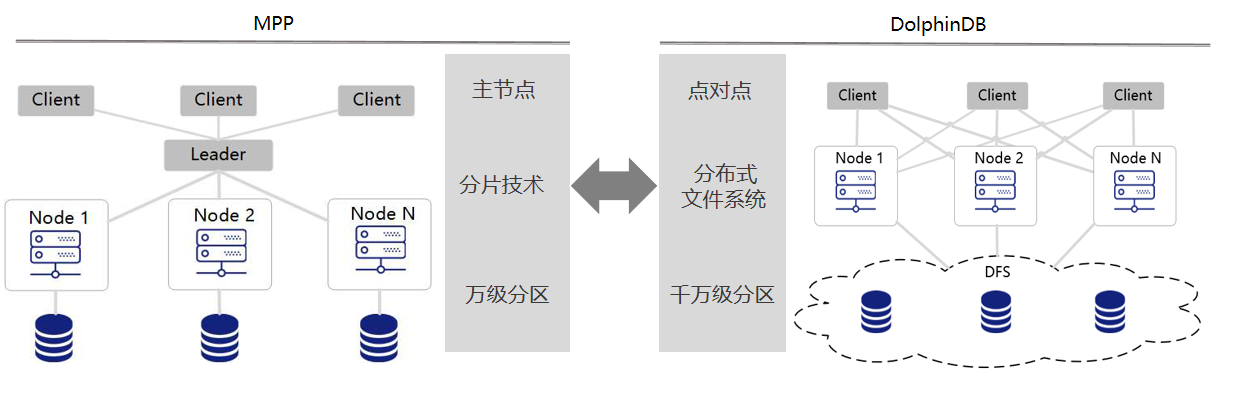 MPP
DolphinDB
Client
Client
Client
Leader
Node 1
Node 2
Node N
主节点
分片技术
万级分区
点对点
分布式
文件系统
千万级分区
Client
Client
Client
Node 1
Node 2
Node N
DFS